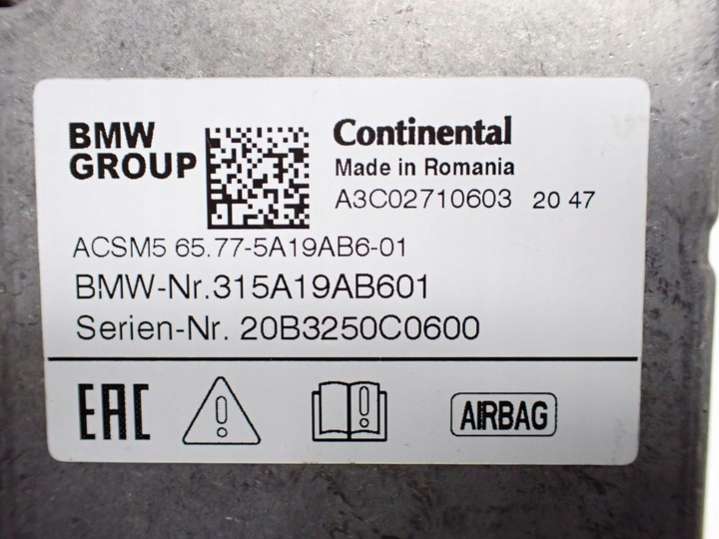 BMW
GROUP
Continental
Made in Romania
A3C02710603 20 47
ACSM5 65.77-5A19AB6-01
BMW-Nr.315A19AB601
Serien-Nr. 20B3250C0600
EAC
AIRBAG